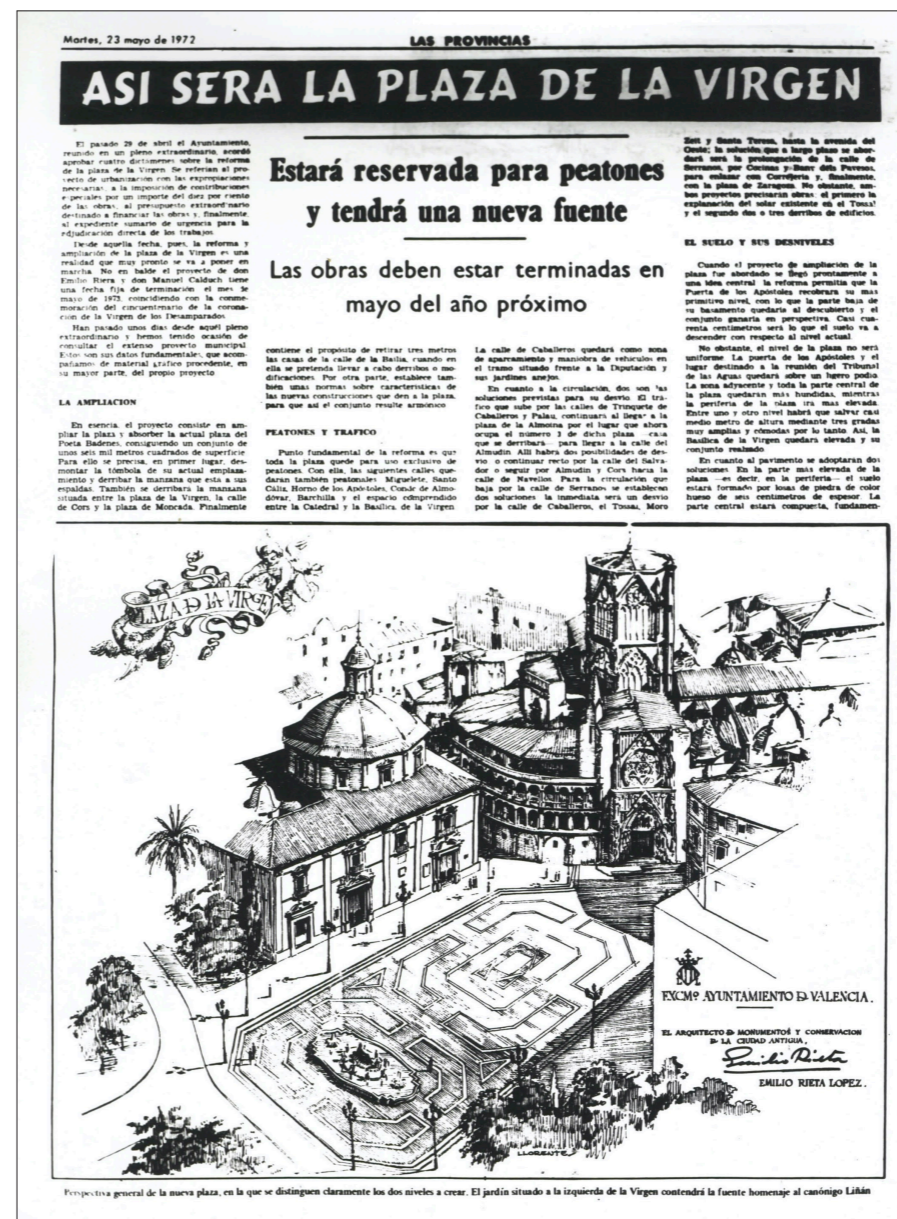 Martes, 23 mayo de 1972
LAS PROVINCIAS
ASI SERA LA PLAZA DE LA VIRGEN
Estará reservada para peatones
y tendrá una nueva fuente
Las obras deben estar terminadas en
mayo del año próximo
El pasado 29 de abril el Ayuntamiento,
reunido en un pleno extraordinario, acordó
aprobar cuatro dictámenes sobre la reforma
de la plaza de la Virgen. Se referían al pro-
yecto de urbanización con las expropiaciones
necesarias, a la imposición de contribuciones
especiales por un importe del diez por ciento
de las obras, al presupuesto extraordinario
destinado a financiar las obras y, finalmente,
al expediente sumario de urgencia para la
adjudicación directa de los trabajos.
Desde aquella fecha, pues, la reforma y
ampliación de la plaza de la Virgen es una
realidad que muy pronto se va a poner en
marcha. No en balde el proyecto de don
Emilio Riera y don Manuel Calduch tiene
una fecha fija de terminación el mes de
mayo de 1973, coincidiendo con la conme-
moración del cincuentenario de la corona-
ción de la Virgen de los Desamparados
Han pasado unos días desde aquél pleno
extraordinario y hemos tenido ocasión de
consultar el extenso proyecto municipal.
Estos son sus datos fundamentales, que acom-
pañamos de material gráfico procedente, en
su mayor parte, del propio proyecto
LA AMPLIACION
En esencia, el proyecto consiste en am-
pliar la plaza y absorber la actual plaza del
Poeta Badenes, consiguiendo un conjunto de
unos seis mil metros cuadrados de superficie
Para ello se precisa, en primer lugar, des-
montar la tómbola de su actual emplaza-
miento y derribar la manzana que está a sus
espaldas. También se derribará la manzana
situada entre la plaza de la Virgen, la calle
de Cors y la plaza de Moncada. Finalmente
contiene el propósito de retirar tres metros
las casas de la calle de la Bailía, cuando en
ella se pretenda llevar a cabo derribos o mo-
dificaciones. Por otra parte, establece tam-
bién unas normas sobre características de
las nuevas construcciones que den a la plaza,
para que así el conjunto resulte armónico
PEATONES Y TRAFICO
Punto fundamental de la reforma es que
toda la plaza quede para uso exclusivo de
peatones. Con ella, las siguientes calles que-
darán también peatonales: Miguelete, Santo
Cáliz, Horno de los Apóstoles, Conde de Almo-
dóvar, Barchilla y el espacio comprendido
entre la Catedral y la Basílica de la Virgen
La calle de Caballeros quedará como zona
de aparcamiento y maniobra de vehículos en
el tramo situado frente a la Diputación y
sus jardines anejos.
En cuanto a la circulación, dos son las
soluciones previstas para su desvío. El trá-
fico que sube por las calles de Trinquete de
Caballeros y Palau, continuará al llegar a la
plaza de la Almoina por el lugar que ahora
ocupa el número 3 de dicha plaza —casa
que se derribará— para llegar a la calle del
Almudín. Allí habrá dos posibilidades de des-
vío o continuar recto por la calle del Salva-
dor o seguir por Almudín y Cors hacia la
calle de Navellos. Para la circulación que
baja por la calle de Serranos se establecen
dos soluciones: la inmediata será un desvío
por la calle de Caballeros, el Tossal, Moro
Zeit y Santa Teresa, hasta la avenida del
Oeste; la solución que a largo plazo se abor-
dará será la prolongación de la calle de
Serranos, por Cocinas y Banc dels Pavesos,
para enlazar con Corregería y, finalmente,
con la plaza de Zaragoza. No obstante, am-
bos proyectos precisarán obras: el primero la
explanación del solar existente en el Tossal
y el segundo dos o tres derribos de edificios.
EL SUELO Y SUS DESNIVELES
Cuando el proyecto de ampliación de la
plaza fue abordado se llegó prontamente a
una idea central: la reforma permitía que la
Puerta de los Apóstoles recobrara su más
primitivo nivel, con lo que la parte baja de
su basamento quedaría al descubierto y el
conjunto ganaría en perspectiva. Casi cua-
renta centímetros será lo que el suelo va a
descender con respecto al nivel actual.
No obstante, el nivel de la plaza no será
uniforme. La puerta de los Apóstoles y el
lugar destinado a la reunión del Tribunal
de las Aguas quedará sobre un ligero podio.
La zona adyacente y toda la parte central de
la plaza quedarán más hundidas, mientras
la periferia de la plaza irá más elevada.
Entre uno y otro nivel habrá que salvar casi
medio metro de altura mediante tres gradas
muy amplias y cómodas por lo tanto. Así, la
Basílica de la Virgen quedará elevada y su
conjunto realzado
En cuanto al pavimento se adoptarán dos
soluciones. En la parte más elevada de la
plaza —es decir, en la periferia— el suelo
estará formado por losas de piedra de color
hueso de seis centímetros de espesor. La
parte central estará compuesta, fundamen-
PLAZA D LA VIRGEN
EXCMº AYUNTAMIENTO D VALENCIA.
EL ARQUITECTO D MONUMENTOS Y CONSERVACION
D LA CIUDAD ANTIGUA,
Emilio Rieta
EMILIO RIETA LOPEZ.
LLORENTE
Perspectiva general de la nueva plaza, en la que se distinguen claramente los dos niveles a crear. El jardín situado a la izquierda de la Virgen contendrá la fuente homenaje al canónigo Liñán